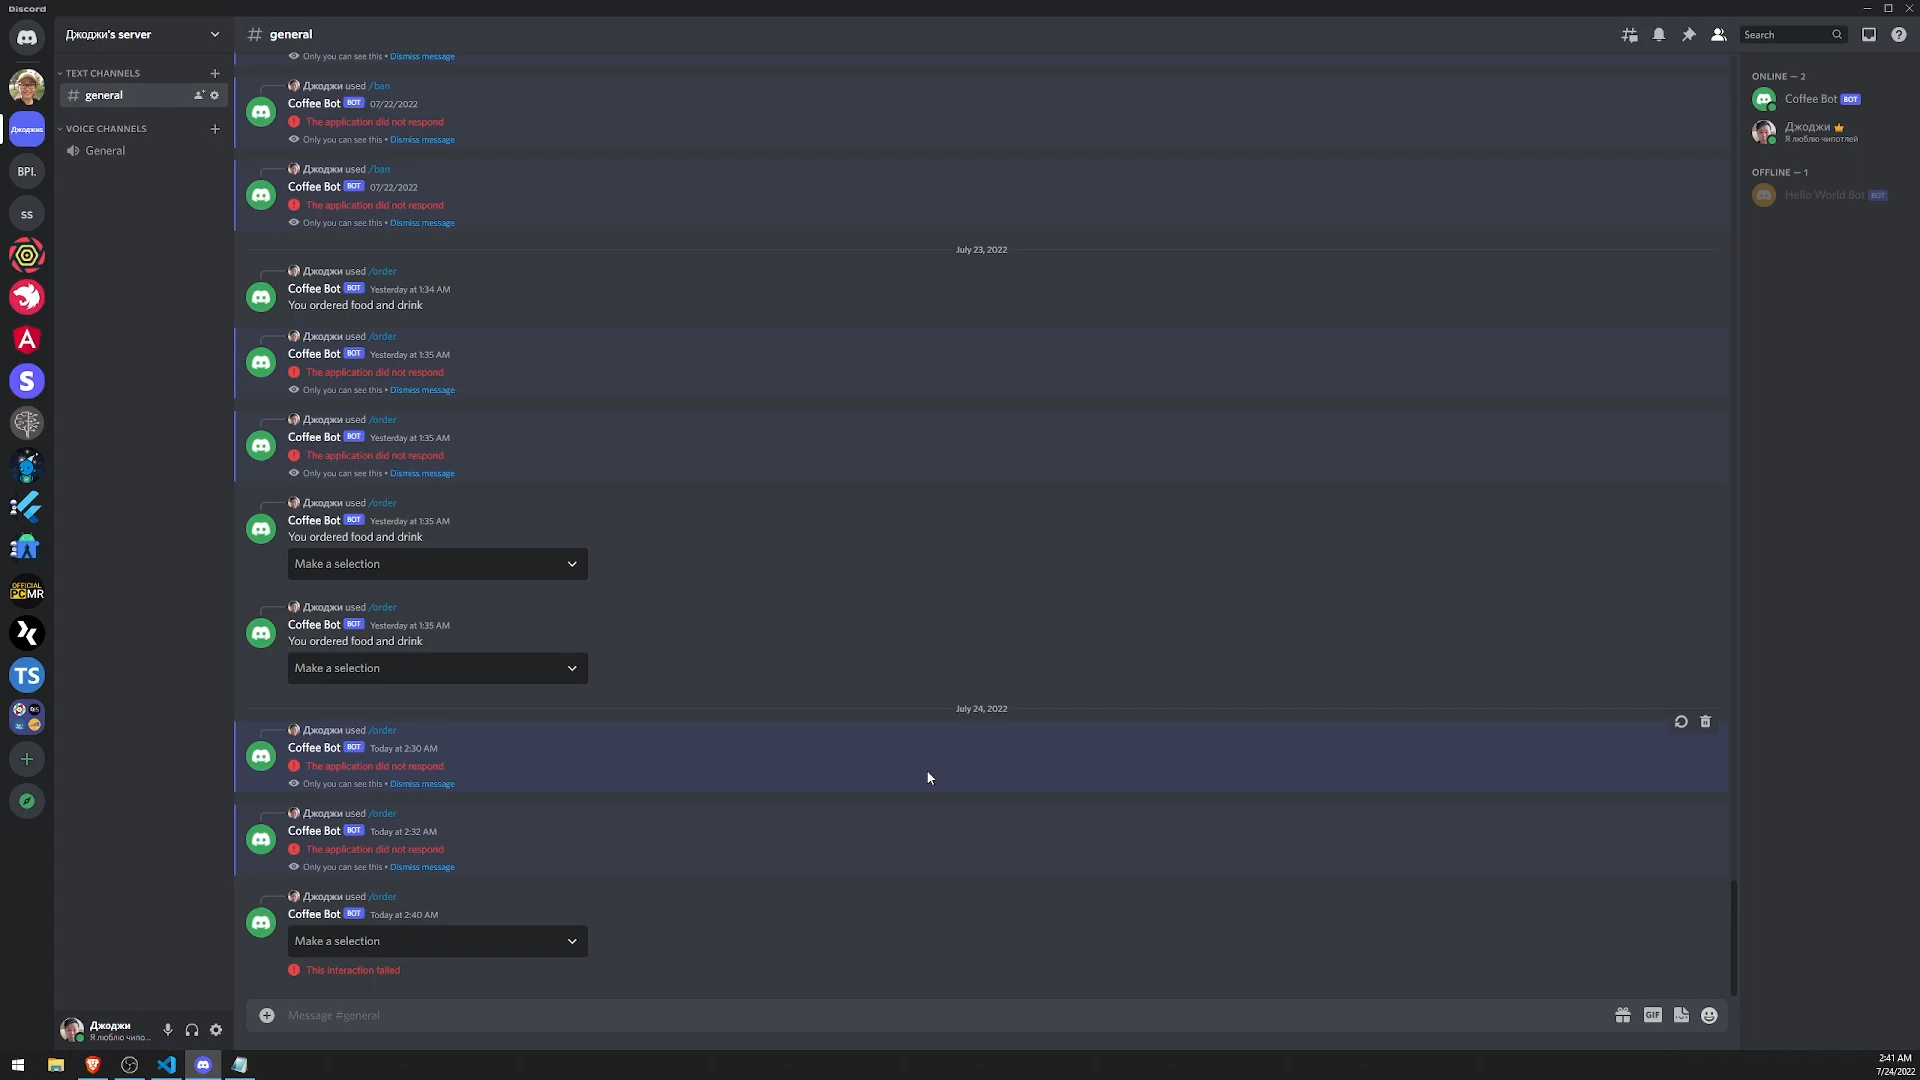 Discord
Джоджи's server
# general
Search
TEXT CHANNELS
# general
VOICE CHANNELS
General
Джоджиs
BPI.
ss
A
S
OFFICIAL
PCMR
TS
Only you can see this • Dismiss message
Джоджи used /ban
Coffee Bot BOT 07/22/2022
The application did not respond
Only you can see this • Dismiss message
Джоджи used /ban
Coffee Bot BOT 07/22/2022
The application did not respond
Only you can see this • Dismiss message
July 23, 2022
Джоджи used /order
Coffee Bot BOT Yesterday at 1:34 AM
You ordered food and drink
Джоджи used /order
Coffee Bot BOT Yesterday at 1:35 AM
The application did not respond
Only you can see this • Dismiss message
Джоджи used /order
Coffee Bot BOT Yesterday at 1:35 AM
The application did not respond
Only you can see this • Dismiss message
Джоджи used /order
Coffee Bot BOT Yesterday at 1:35 AM
You ordered food and drink
Make a selection
Джоджи used /order
Coffee Bot BOT Yesterday at 1:35 AM
You ordered food and drink
Make a selection
July 24, 2022
Джоджи used /order
Coffee Bot BOT Today at 2:30 AM
The application did not respond
Only you can see this • Dismiss message
Джоджи used /order
Coffee Bot BOT Today at 2:32 AM
The application did not respond
Only you can see this • Dismiss message
Джоджи used /order
Coffee Bot BOT Today at 2:40 AM
Make a selection
This interaction failed
Message #general
GIF
ONLINE — 2
Coffee Bot BOT
Джоджи
Я люблю чипотлей
OFFLINE — 1
Hello World Bot BOT
Джоджи
Я люблю чипо...
2:41 AM
7/24/2022